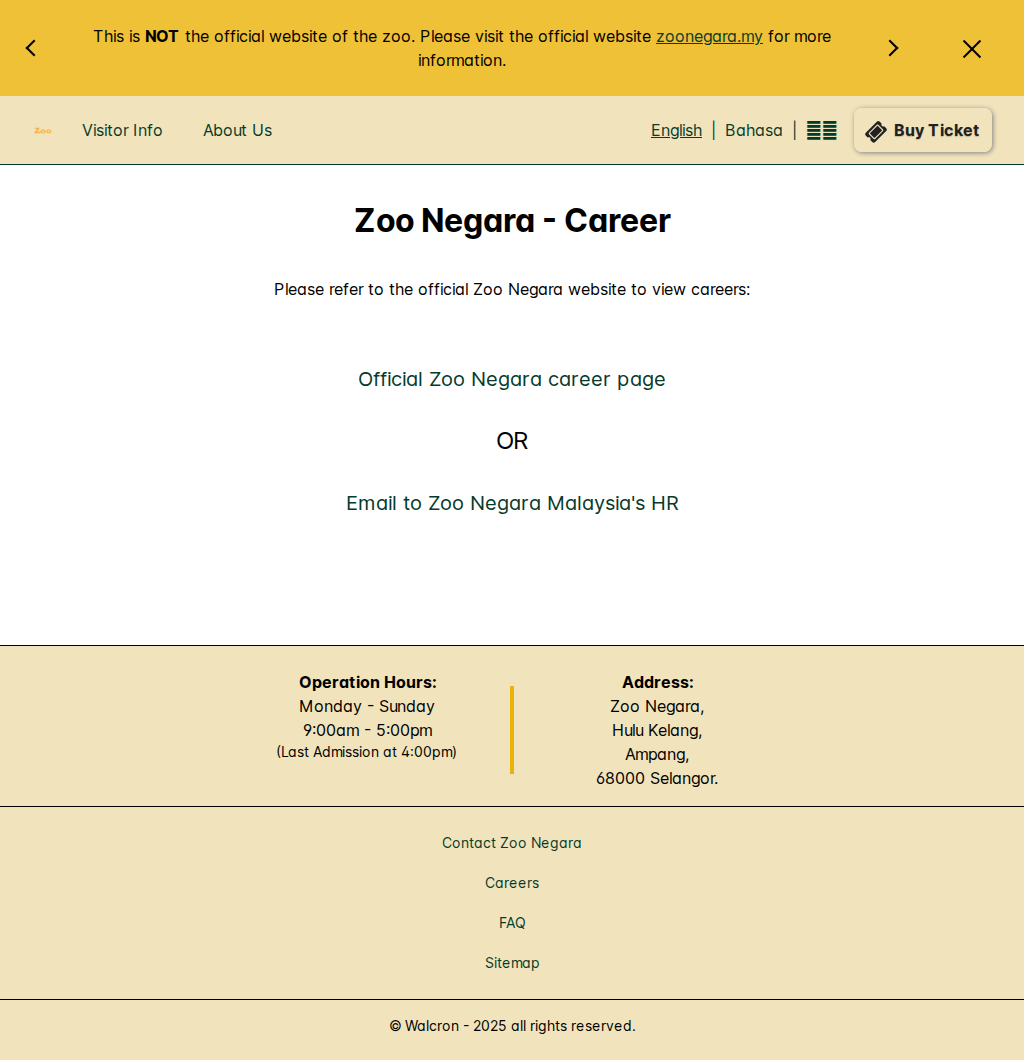 This is NOT the official website of the zoo. Please visit the official website zoonegara.my for more
information.
Zoo
Visitor Info
About Us
English | Bahasa |
Buy Ticket
Zoo Negara - Career
Please refer to the official Zoo Negara website to view careers:
Official Zoo Negara career page
OR
Email to Zoo Negara Malaysia's HR
Operation Hours:
Monday - Sunday
9:00am - 5:00pm
(Last Admission at 4:00pm)
Address:
Zoo Negara,
Hulu Kelang,
Ampang,
68000 Selangor.
Contact Zoo Negara
Careers
FAQ
Sitemap
© Walcron - 2025 all rights reserved.